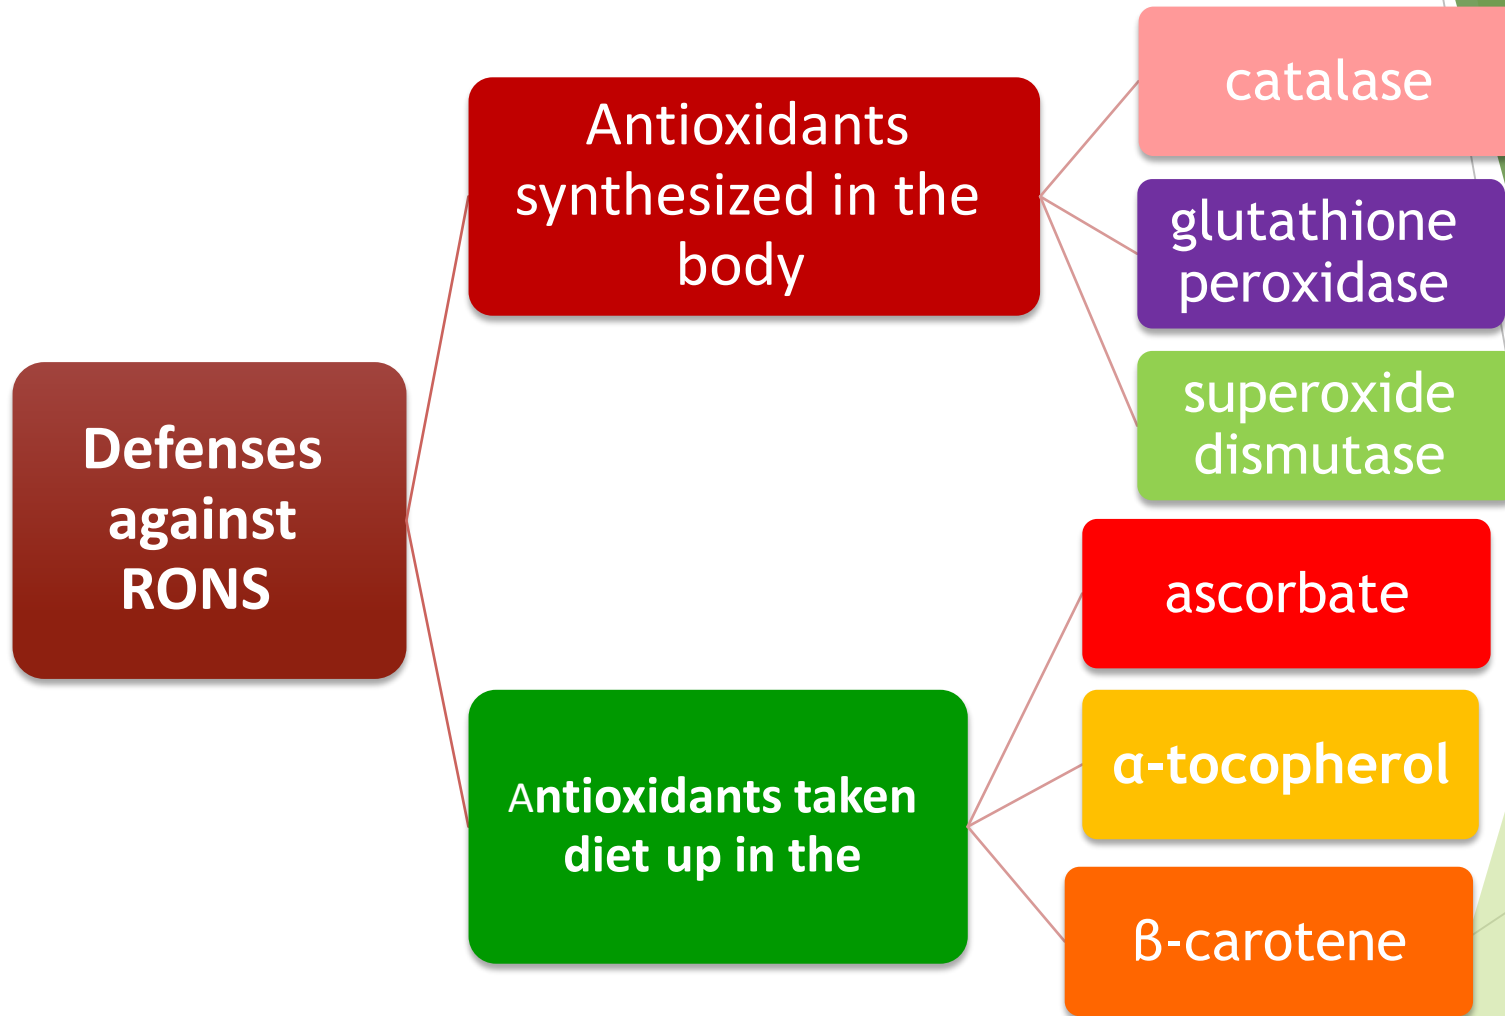 Defenses
against
RONS
Antioxidants
synthesized in the
body
catalase
glutathione
peroxidase
superoxide
dismutase
Antioxidants taken
diet up in the
ascorbate
α-tocopherol
ß-carotene